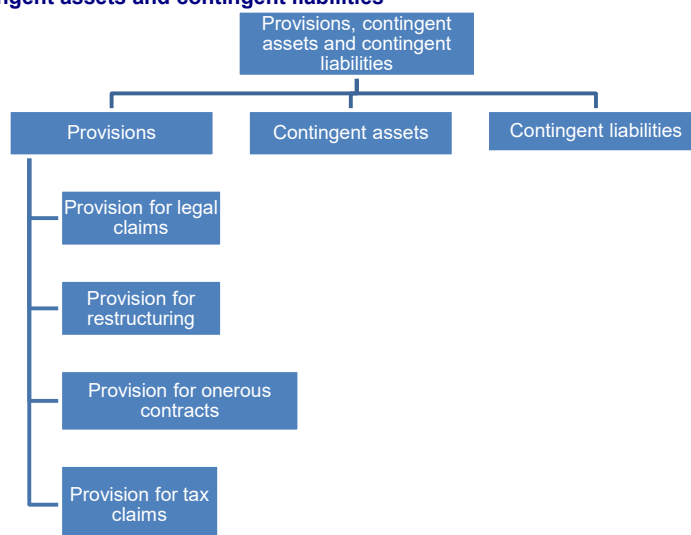 ngent assets and contingent liabilities
Provisions, contingent
assets and contingent
liabilities
Provisions
Contingent assets
Contingent liabilities
Provision for legal
claims
Provision for
restructuring
Provision for onerous
contracts
Provision for tax
claims